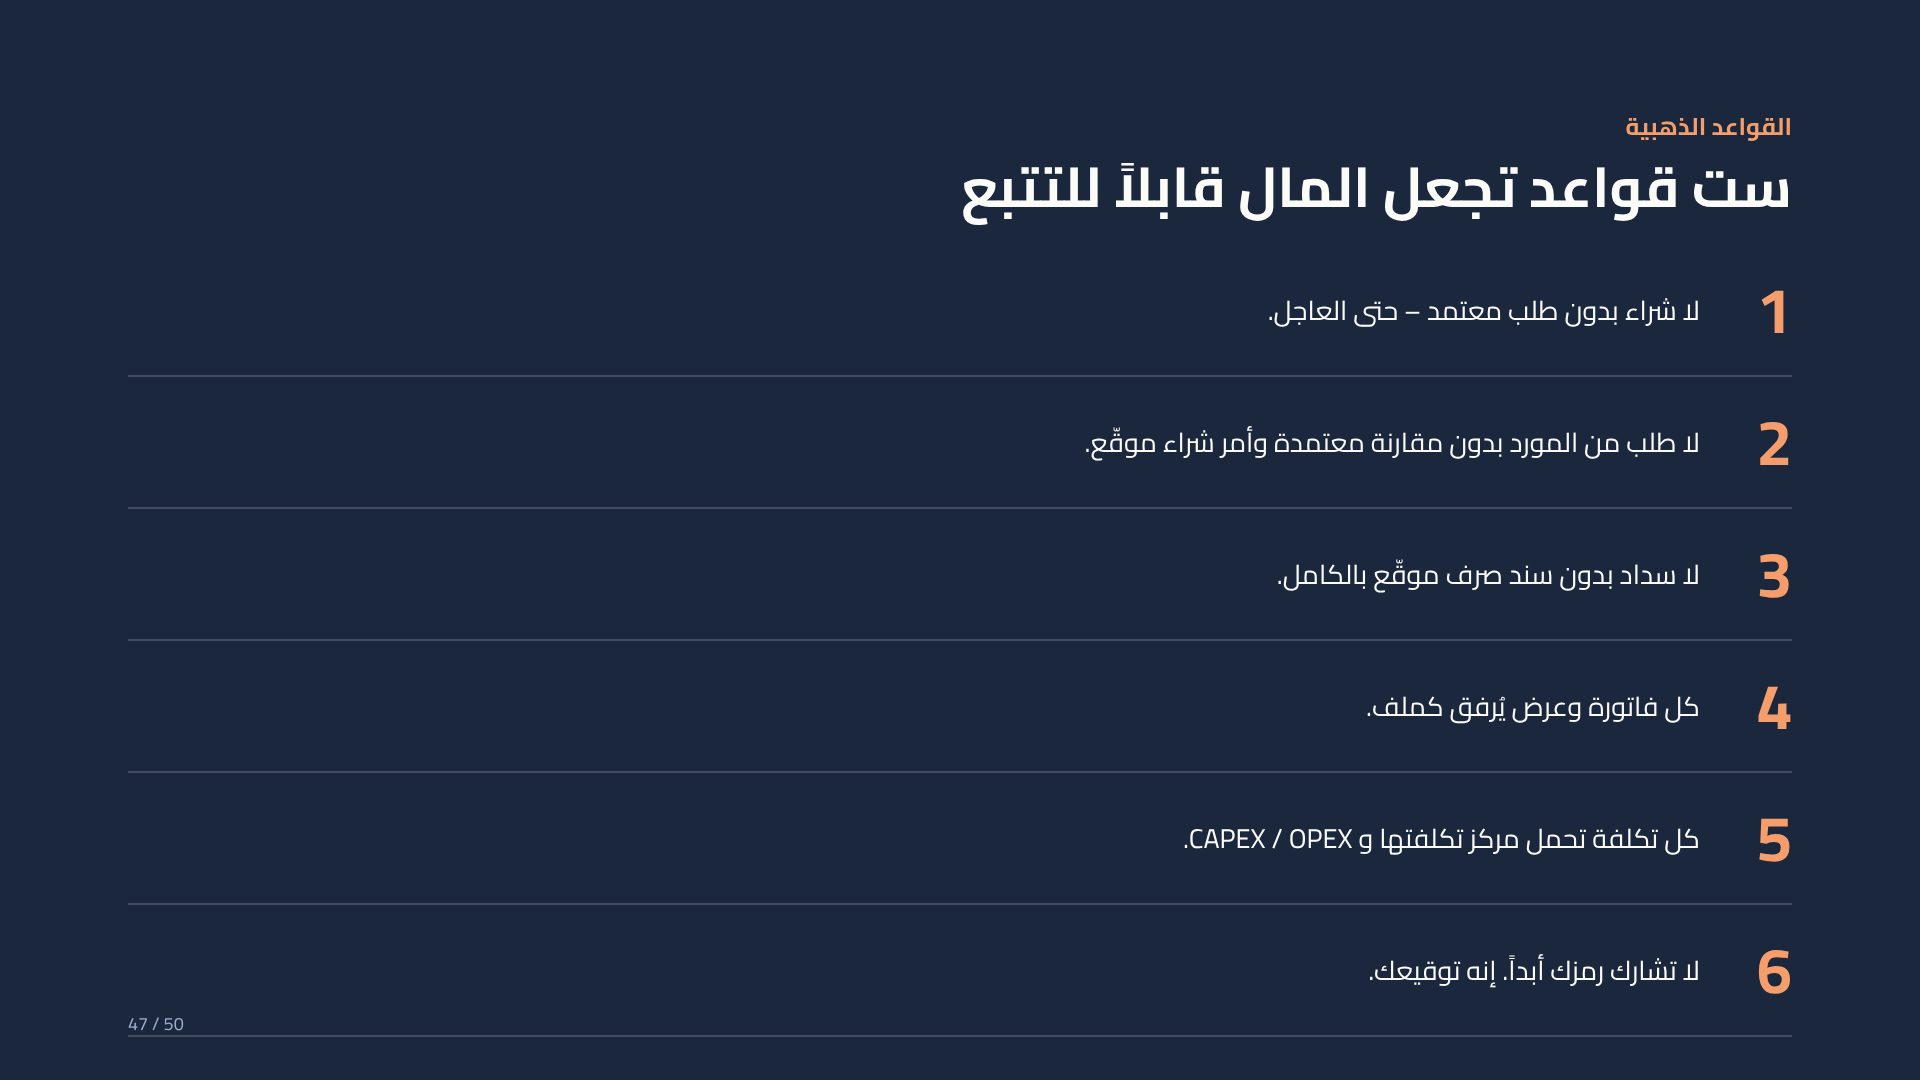 القواعد الذهبية
ست قواعد تجعل المال قابلاً للتتبع
1 لا شراء بدون طلب معتمد – حتى العاجل.
2 لا طلب من المورد بدون مقارنة معتمدة وأمر شراء موقّع.
3 لا سداد بدون سند صرف موقّع بالكامل.
4 كل فاتورة وعرض يُرفق كملف.
5 كل تكلفة تحمل مركز تكلفتها و CAPEX / OPEX.
6 لا تشارك رمزك أبداً. إنه توقيعك.
47 / 50